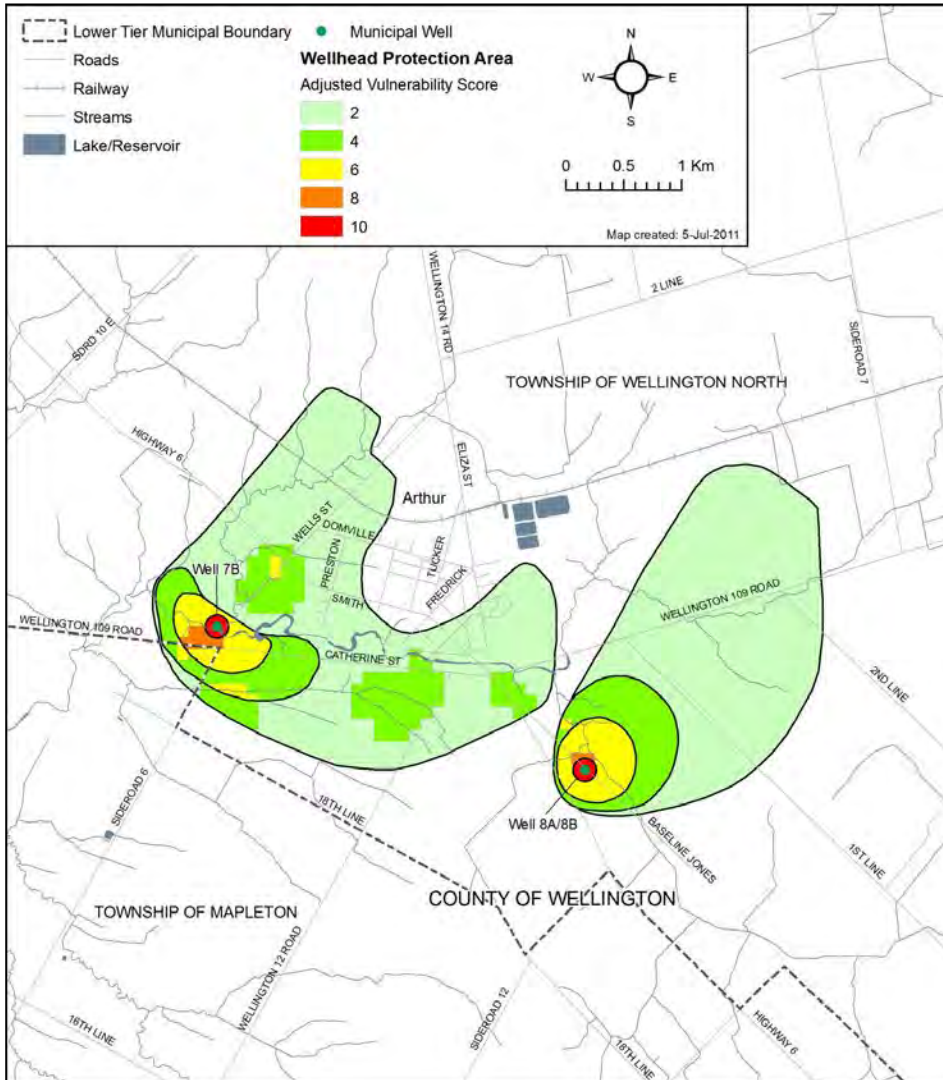 Lower Tier Municipal Boundary
Roads
Railway
Streams
Lake/Reservoir
Municipal Well
Wellhead Protection Area
Adjusted Vulnerability Score
2
4
6
8
10
N
W E
S
0 0.5 1 Km
Map created: 5-Jul-2011
WELLINGTON 14 RD
2 LINE
SDRD 10 E
SIDEROAD 7
TOWNSHIP OF WELLINGTON NORTH
HIGHWAY 6
ELIZA ST
Arthur
WELLS ST
DOMVILLE
TUCKER
PRESTON
FREDRICK
Well 7B
SMITH
WELLINGTON 109 ROAD
WELLINGTON 109 ROAD
CATHERINE ST
2ND LINE
SIDEROAD 6
18TH LINE
Well 8A/8B
BASELINE JONES
1ST LINE
COUNTY OF WELLINGTON
TOWNSHIP OF MAPLETON
WELLINGTON 12 ROAD
SIDEROAD 12
16TH LINE
18TH LINE
HIGHWAY 6